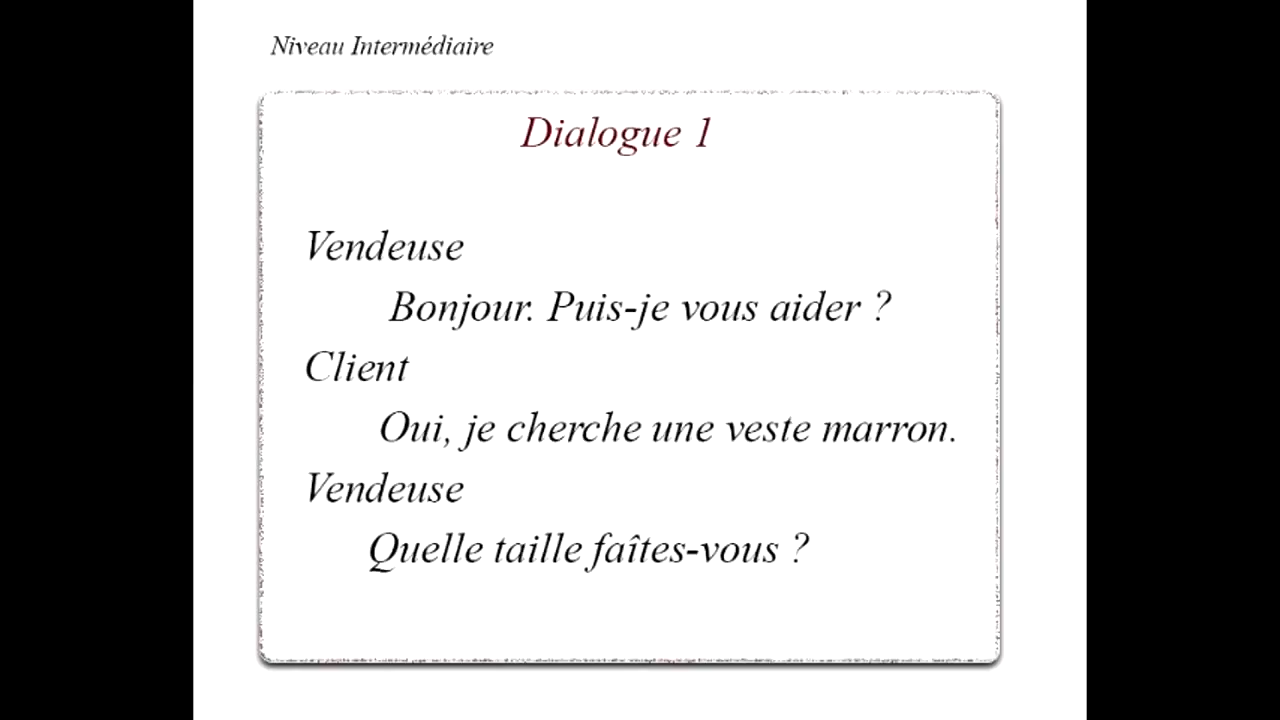 Niveau Intermédiaire
Dialogue 1
Vendeuse
Bonjour. Puis-je vous aider ?
Client
Oui, je cherche une veste marron.
Vendeuse
Quelle taille faîtes-vous ?